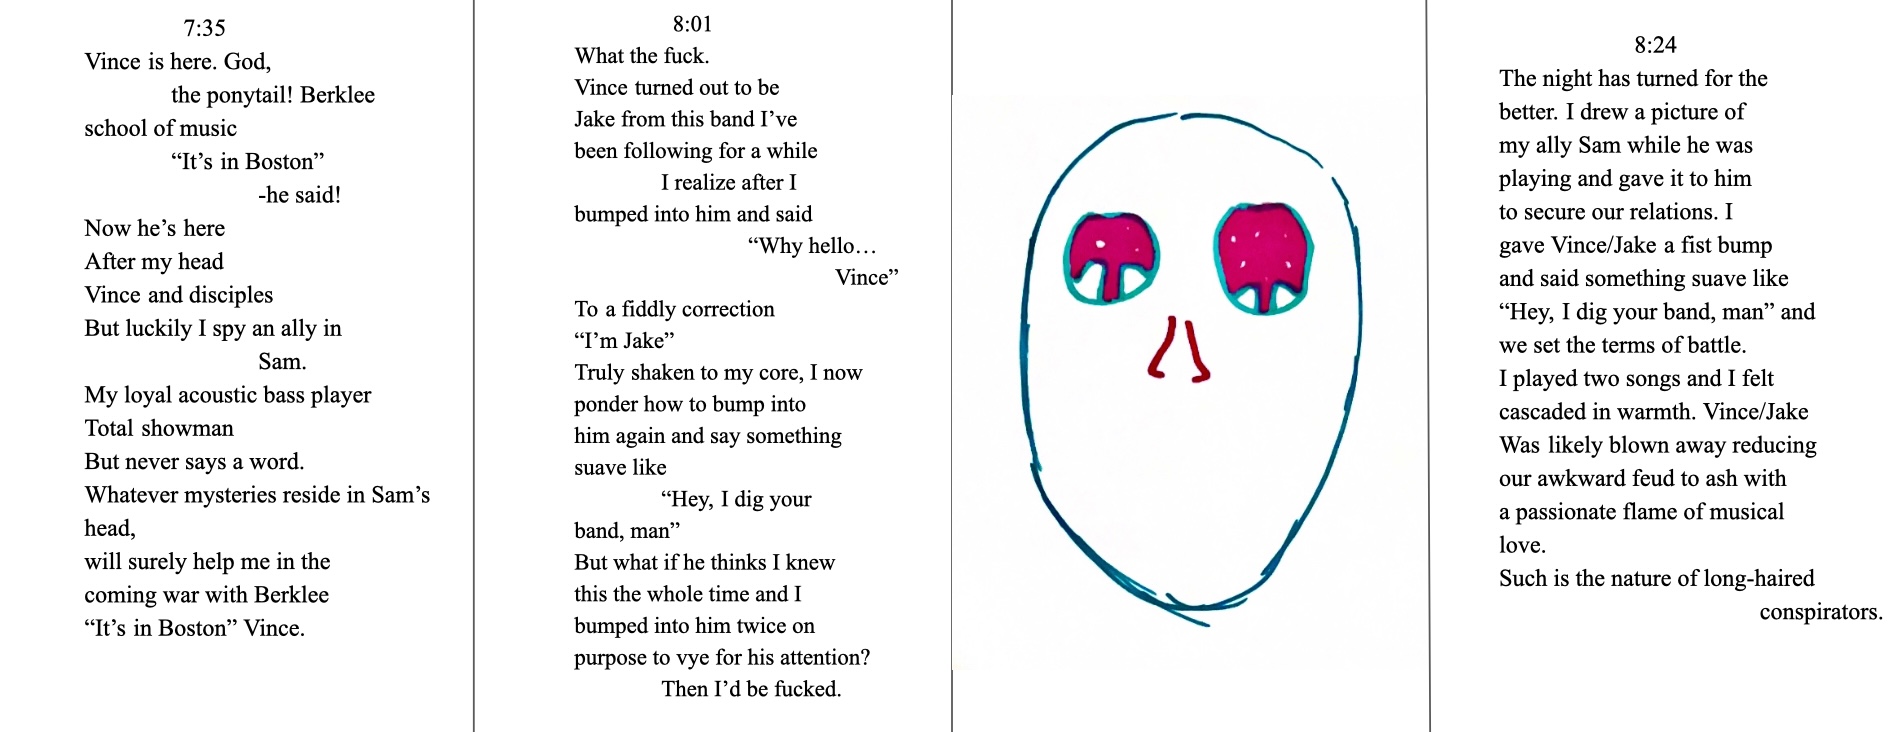 7:35
Vince is here. God,
the ponytail! Berklee
school of music
“It’s in Boston”
-he said!
Now he’s here
After my head
Vince and disciples
But luckily I spy an ally in
Sam.
My loyal acoustic bass player
Total showman
But never says a word.
Whatever mysteries reside in Sam’s
head,
will surely help me in the
coming war with Berklee
“It’s in Boston” Vince.
8:01
What the fuck.
Vince turned out to be
Jake from this band I’ve
been following for a while
I realize after I
bumped into him and said
“Why hello…
Vince”
To a fiddly correction
“I’m Jake”
Truly shaken to my core, I now
ponder how to bump into
him again and say something
suave like
“Hey, I dig your
band, man”
But what if he thinks I knew
this the whole time and I
bumped into him twice on
purpose to vye for his attention?
Then I’d be fucked.
8:24
The night has turned for the
better. I drew a picture of
my ally Sam while he was
playing and gave it to him
to secure our relations. I
gave Vince/Jake a fist bump
and said something suave like
“Hey, I dig your band, man” and
we set the terms of battle.
I played two songs and I felt
cascaded in warmth. Vince/Jake
Was likely blown away reducing
our awkward feud to ash with
a passionate flame of musical
love.
Such is the nature of long-haired
conspirators.